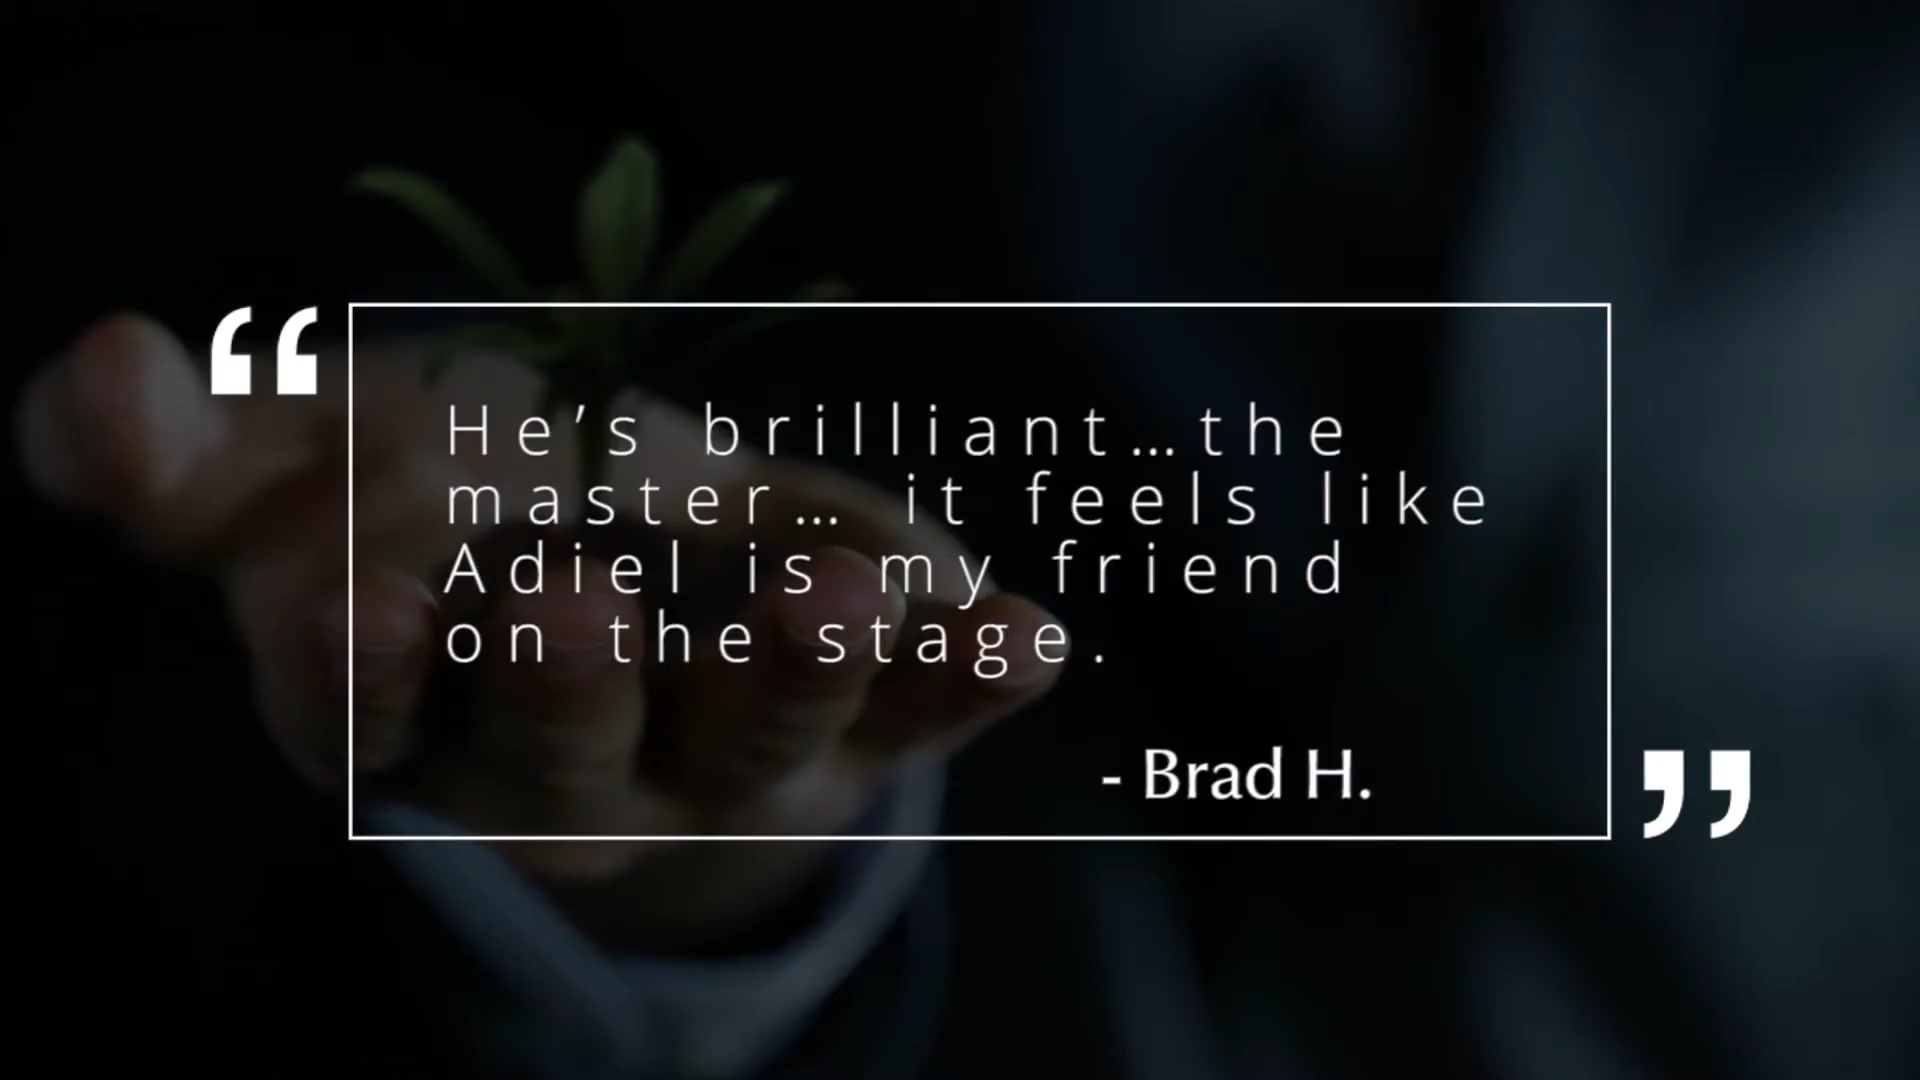 “
He’s brilliant…the
master… it feels like
Adiel is my friend
on the stage.
- Brad H.
”